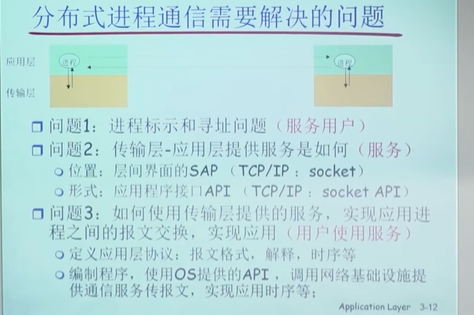 分布式进程通信需要解决的问题
应用层
进程
进程
传输层
问题1：进程标示和寻址问题（服务用户）
问题2：传输层-应用层提供服务是如何（服务）
位置：层间界面的SAP （TCP/IP ：socket）
形式：应用程序接口API （TCP/IP ：socket API）
问题3：如何使用传输层提供的服务，实现应用进
程之间的报文交换，实现应用（用户使用服务）
定义应用层协议：报文格式，解释，时序等
编制程序，使用OS提供的API ，调用网络基础设施提
供通信服务传报文，实现应用时序等；
Application Layer 3-12